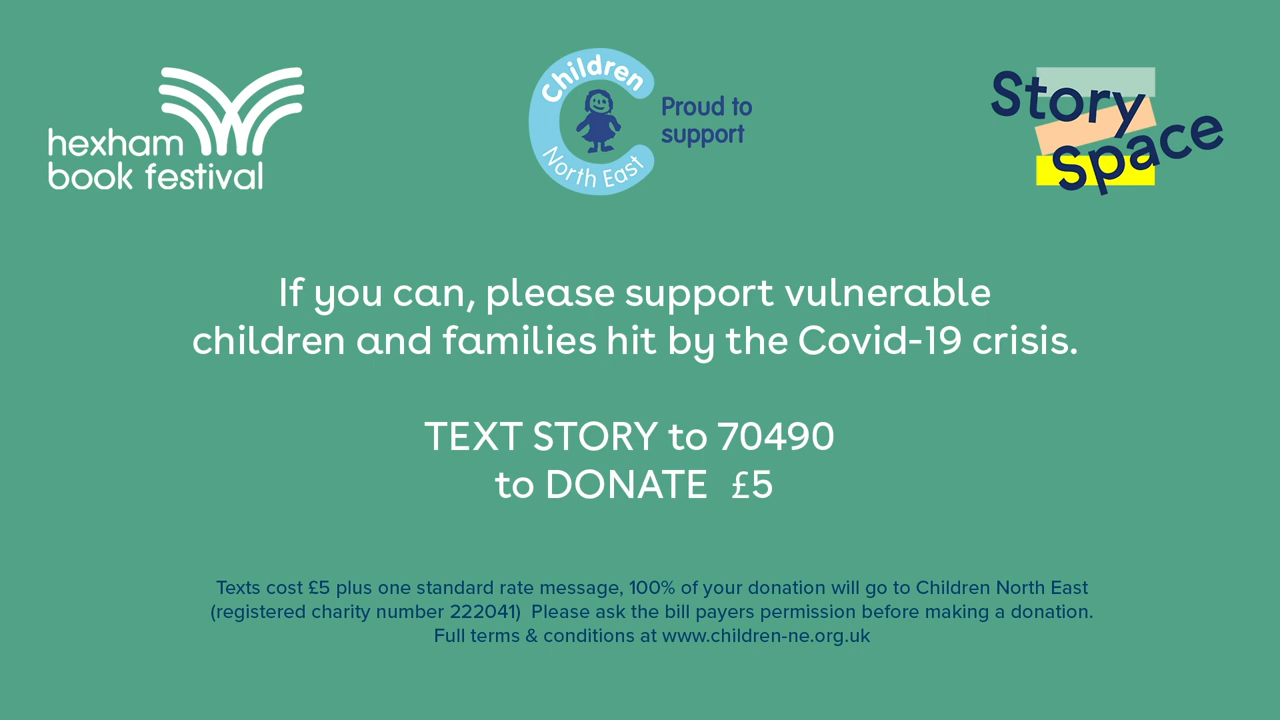 hexham
book festival
Children
North East
Proud to
support
Story
Space
If you can, please support vulnerable
children and families hit by the Covid-19 crisis.
TEXT STORY to 70490
to DONATE £5
Texts cost £5 plus one standard rate message, 100% of your donation will go to Children North East
(registered charity number 222041) Please ask the bill payers permission before making a donation.
Full terms & conditions at www.children-ne.org.uk